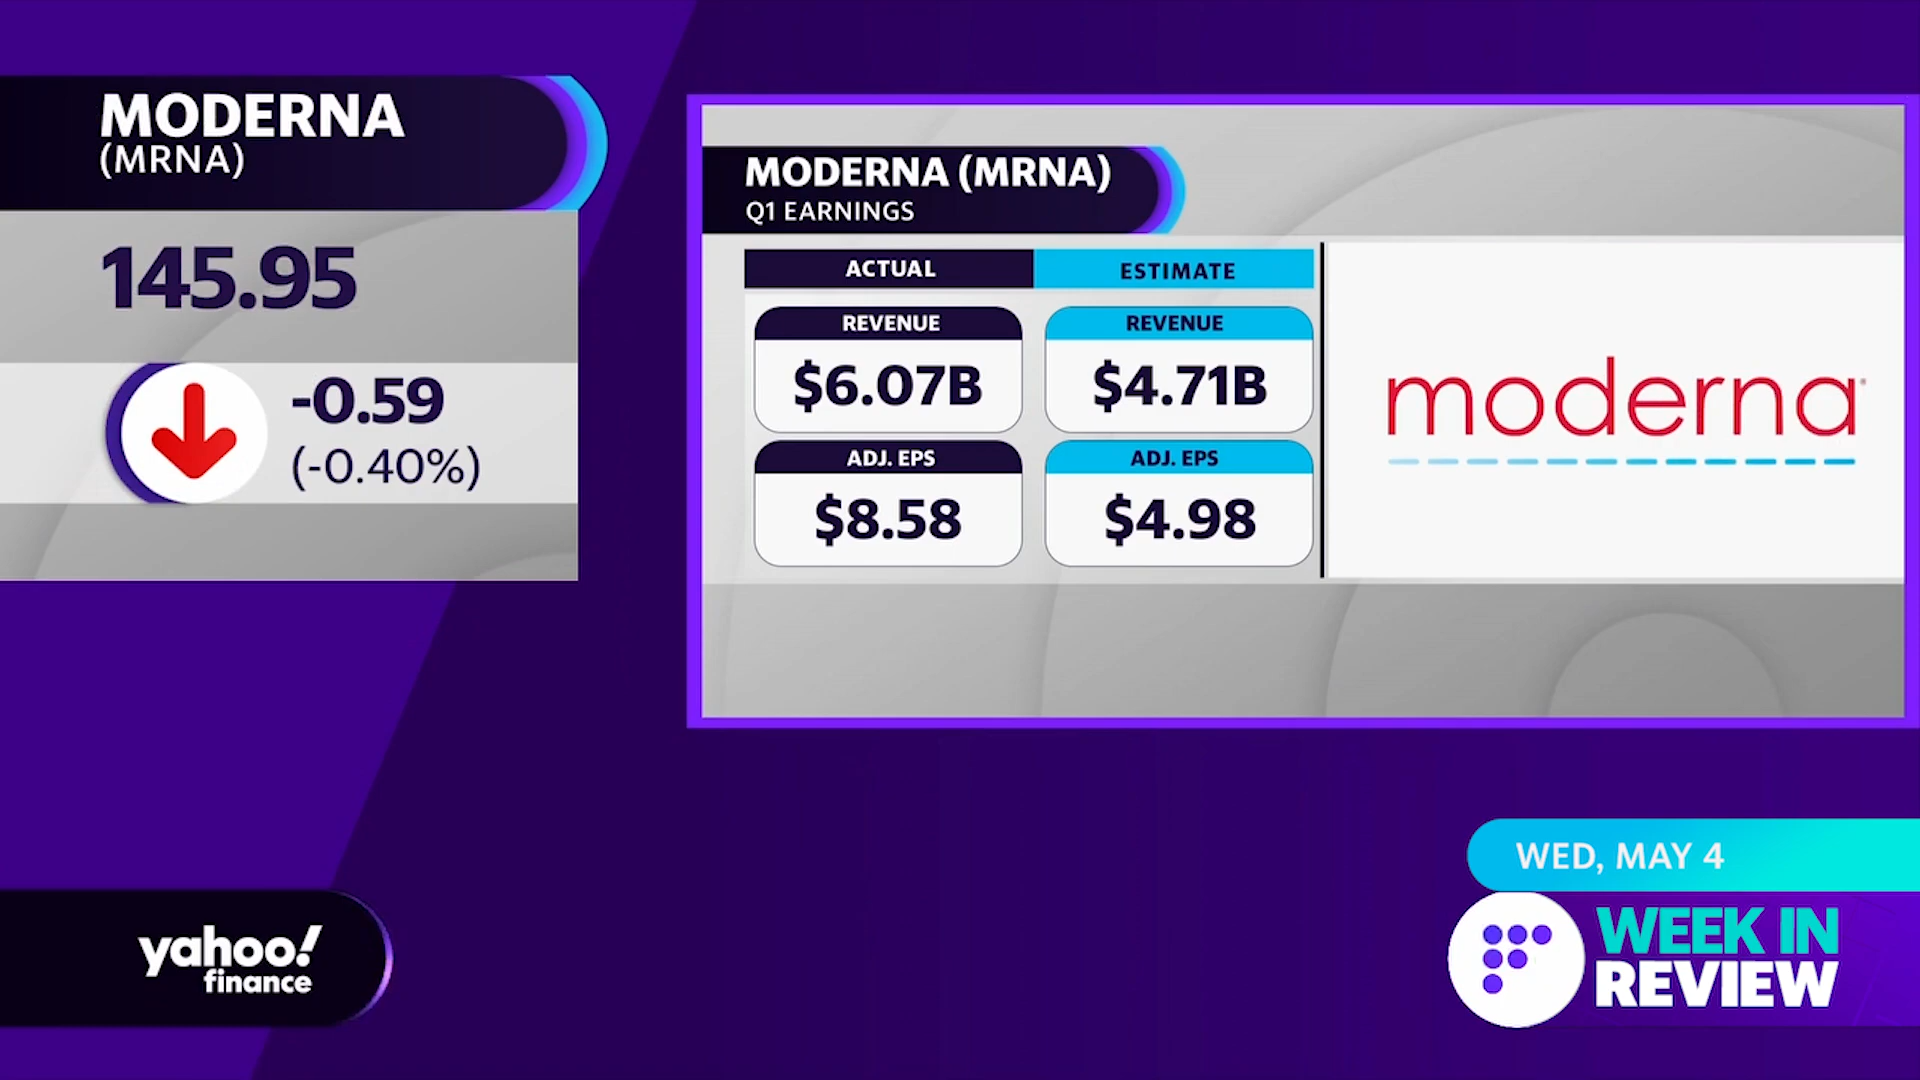 MODERNA
(MRNA)
145.95
-0.59
(-0.40%)
MODERNA (MRNA)
Q1 EARNINGS
ACTUAL
ESTIMATE
REVENUE
REVENUE
$6.07B
$4.71B
ADJ. EPS
ADJ. EPS
$8.58
$4.98
moderna
WED, MAY 4
WEEK IN
REVIEW
yahoo!
finance